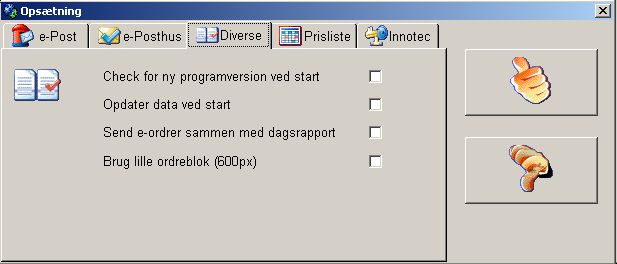 Opsætning
e-Post e-Posthus Diverse Prisliste Innotec
Check for ny programversion ved start
Opdater data ved start
Send e-ordrer sammen med dagsrapport
Brug lille ordreblok (600px)